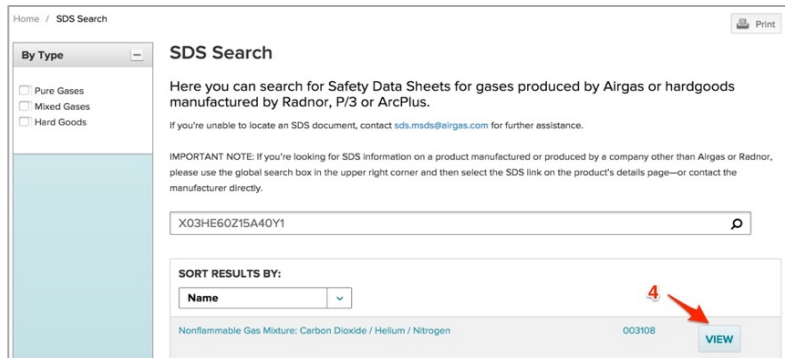 Home / SDS Search
Print
By Type
Pure Gases
Mixed Gases
Hard Goods
SDS Search
Here you can search for Safety Data Sheets for gases produced by Airgas or hardgoods
manufactured by Radnor, P/3 or ArcPlus.
If you're unable to locate an SDS document, contact sds.msds@airgas.com for further assistance.
IMPORTANT NOTE: If you're looking for SDS information on a product manufactured or produced by a company other than Airgas or Radnor,
please use the global search box in the upper right corner and then select the SDS link on the product's details page—or contact the
manufacturer directly.
X03HE60Z15A40Y1
SORT RESULTS BY:
Name
4
Nonflammable Gas Mixture: Carbon Dioxide / Helium / Nitrogen 003108 VIEW